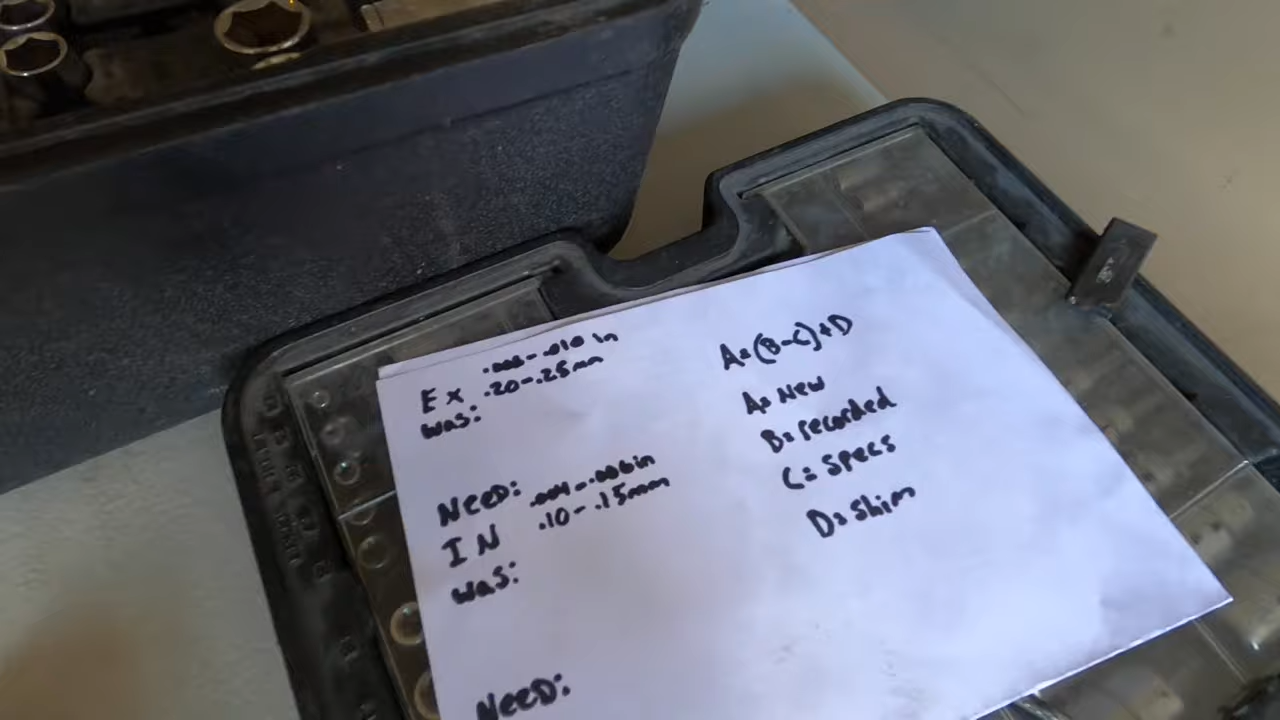 .008-.010 in
Ex .20-.25mm
was:
Need: .004-.006in
IN .10-.15mm
was:
Need:
A=(B-C)+D
A= New
B= recorded
C= specs
D= shim